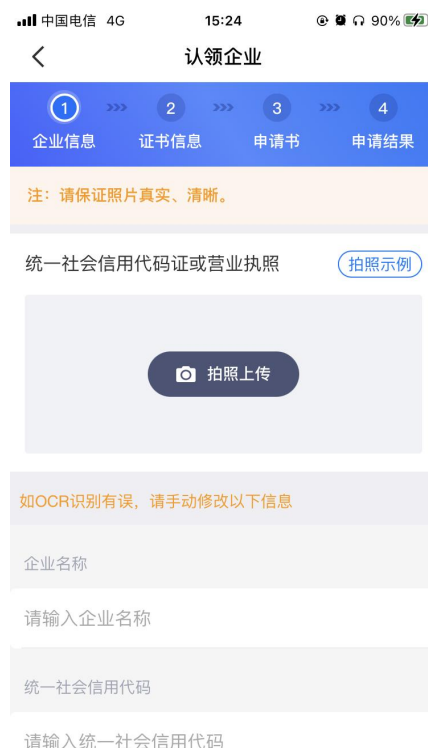 中国电信 4G 15:24 90%
认领企业
1 >>> 2 >>> 3 >>> 4
企业信息 证书信息 申请书 申请结果
注：请保证照片真实、清晰。
统一社会信用代码证或营业执照 拍照示例
拍照上传
如OCR识别有误，请手动修改以下信息
企业名称
请输入企业名称
统一社会信用代码
请输入统一社会信用代码